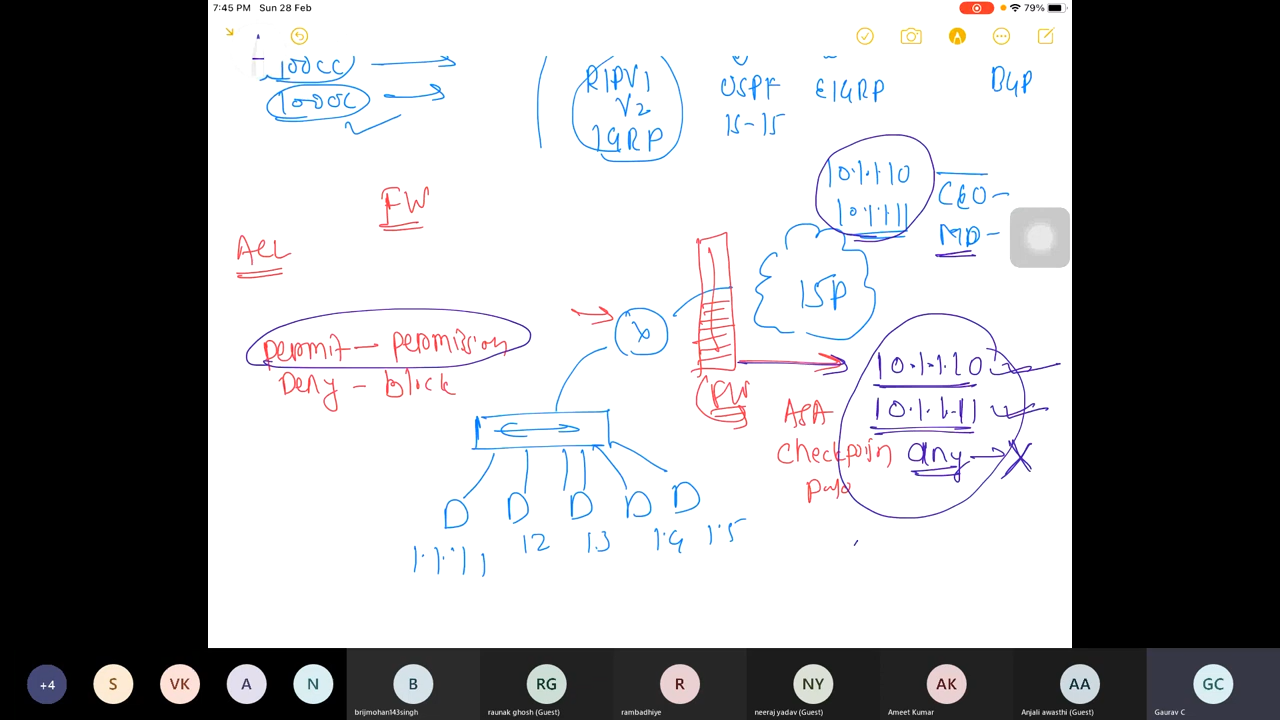 7:45 PM Sun 28 Feb
79%
100CC
1000C
RIPV1
V2
IGRP
OSPF
15-15
EIGRP
BGP
10.1.1.10
10.1.1.11
CEO-
MD-
FW
ACL
ISP
permit - permission
Deny - block
FW
ASA
Checkpoin
palo
10.1.1.10
10.1.1.11
any → X
D D D D D
1.1.1.1 1.2 1.3 1.4 1.5
+4 S VK A N B RG R NY AK AA GC
brijmohan143singh
raunak ghosh (Guest)
rambadhiye
neeraj yadav (Guest)
Ameet Kumar
Anjali awasthi (Guest)
Gaurav C